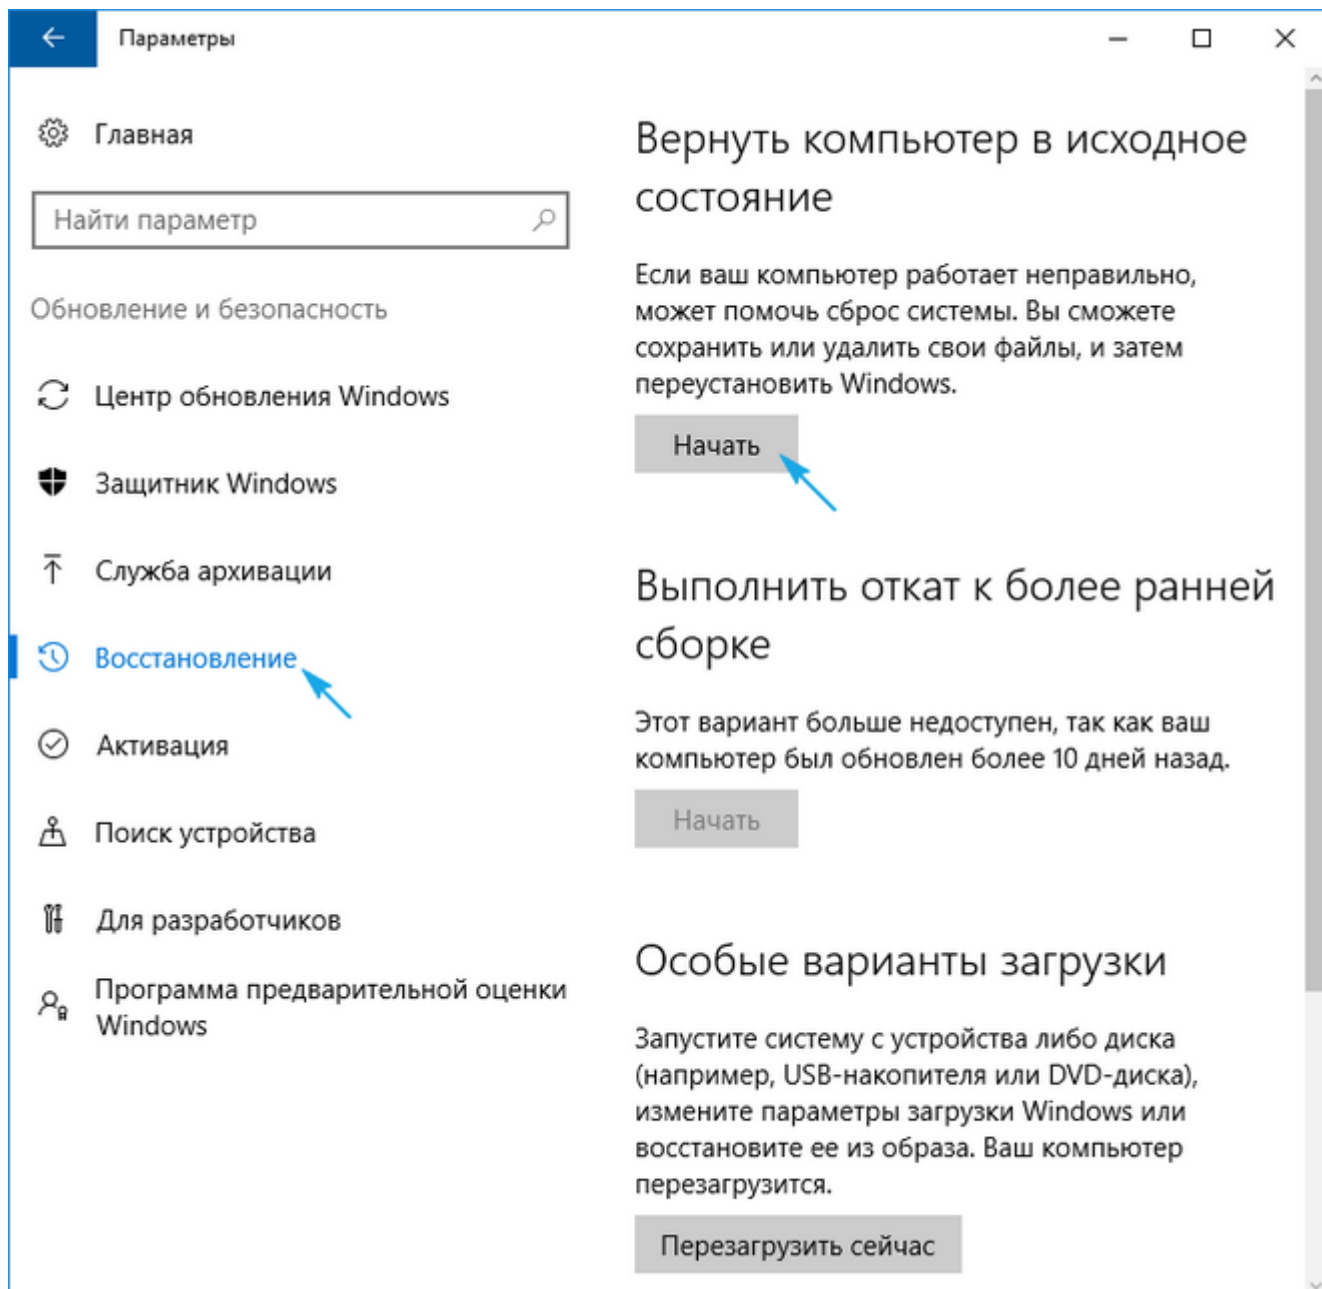 Параметры
Главная
Найти параметр
Обновление и безопасность
Центр обновления Windows
Защитник Windows
Служба архивации
Восстановление
Активация
Поиск устройства
Для разработчиков
Программа предварительной оценки
Windows
Вернуть компьютер в исходное
состояние
Если ваш компьютер работает неправильно,
может помочь сброс системы. Вы сможете
сохранить или удалить свои файлы, и затем
переустановить Windows.
Начать
Выполнить откат к более ранней
сборке
Этот вариант больше недоступен, так как ваш
компьютер был обновлен более 10 дней назад.
Начать
Особые варианты загрузки
Запустите систему с устройства либо диска
(например, USB-накопителя или DVD-диска),
измените параметры загрузки Windows или
восстановите ее из образа. Ваш компьютер
перезагрузится.
Перезагрузить сейчас